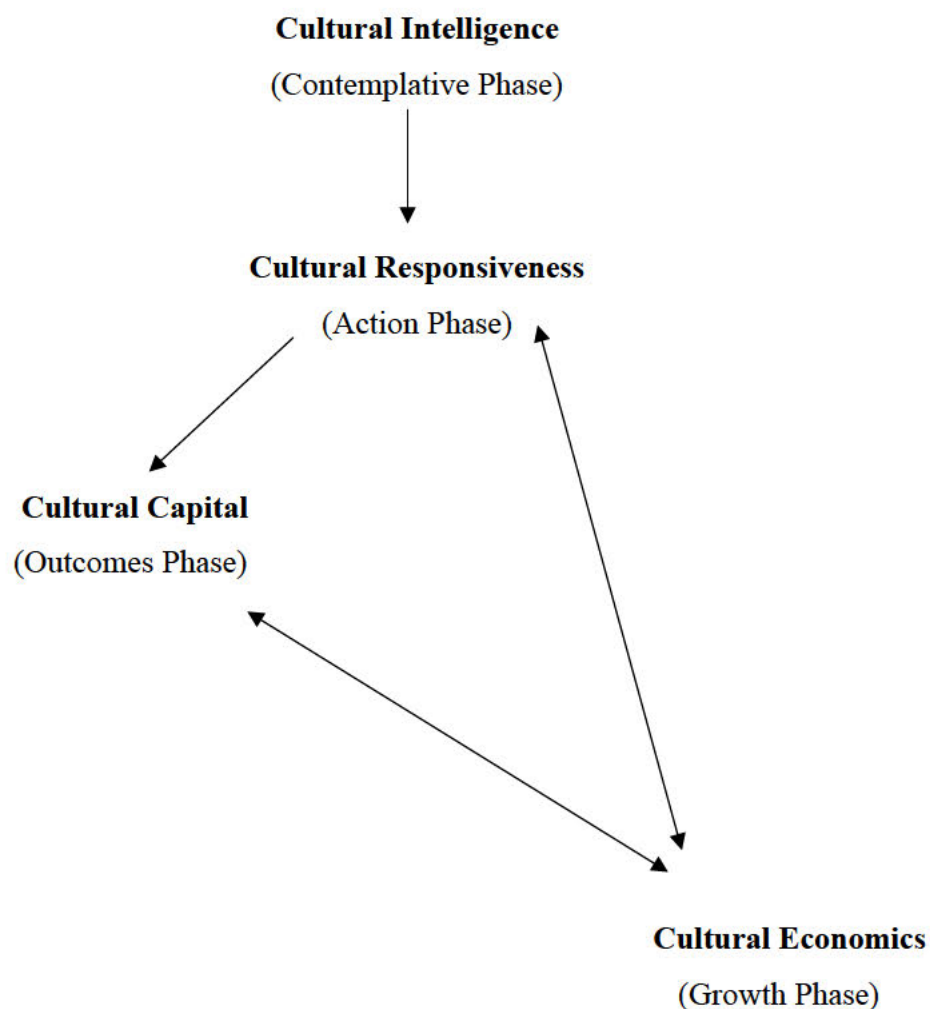 Cultural Intelligence
(Contemplative Phase)
Cultural Responsiveness
(Action Phase)
Cultural Capital
(Outcomes Phase)
Cultural Economics
(Growth Phase)